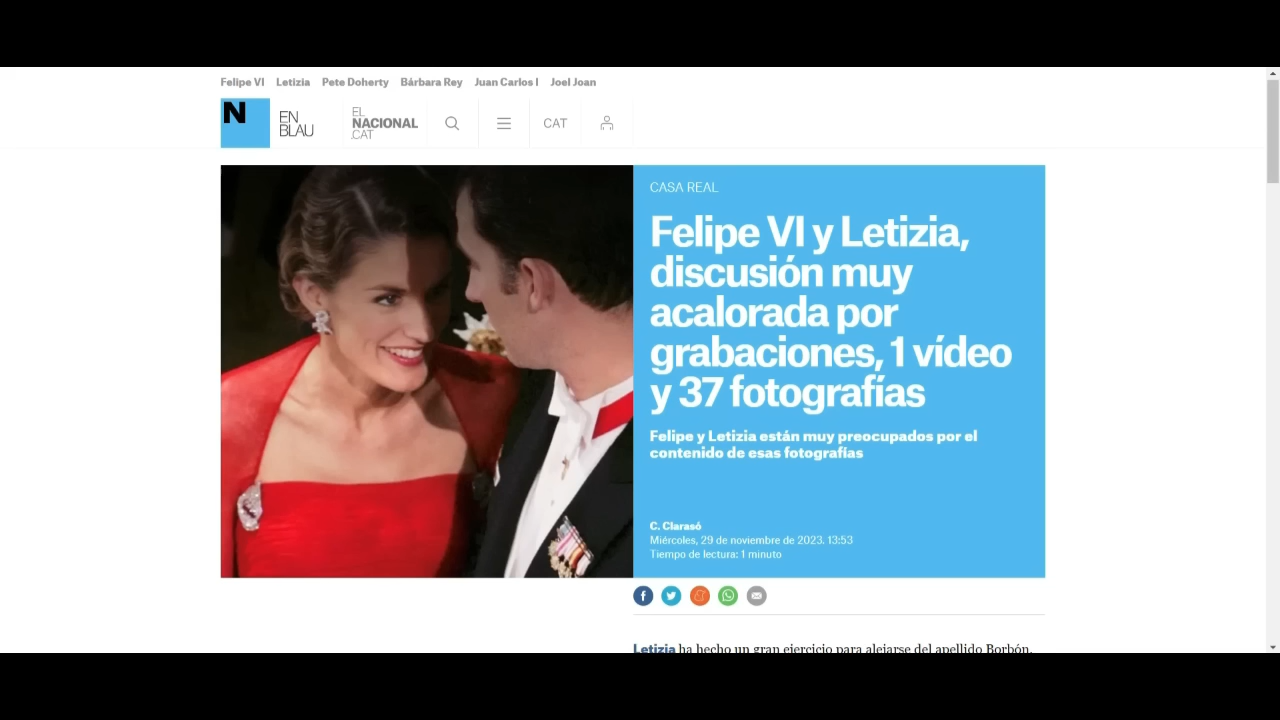 Felipe VI Letizia Pete Doherty Bárbara Rey Juan Carlos I Joel Joan
N
EN
BLAU
EL
NACIONAL
.CAT
CAT
CASA REAL
Felipe VI y Letizia,
discusión muy
acalorada por
grabaciones, 1 vídeo
y 37 fotografías
Felipe y Letizia están muy preocupados por el
contenido de esas fotografías
C. Clarasó
Miércoles, 29 de noviembre de 2023. 13:53
Tiempo de lectura: 1 minuto
Letizia ha hecho un gran ejercicio para alejarse del apellido Borbón.